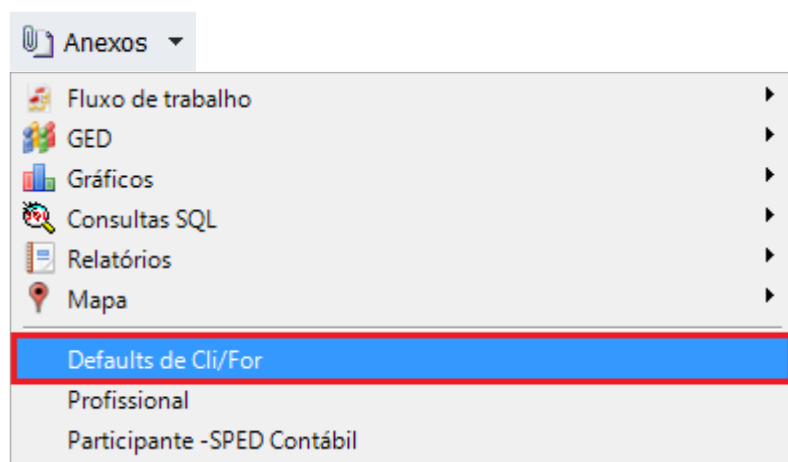 Anexos
Fluxo de trabalho
GED
Gráficos
Consultas SQL
Relatórios
Mapa
Defaults de Cli/For
Profissional
Participante -SPED Contábil